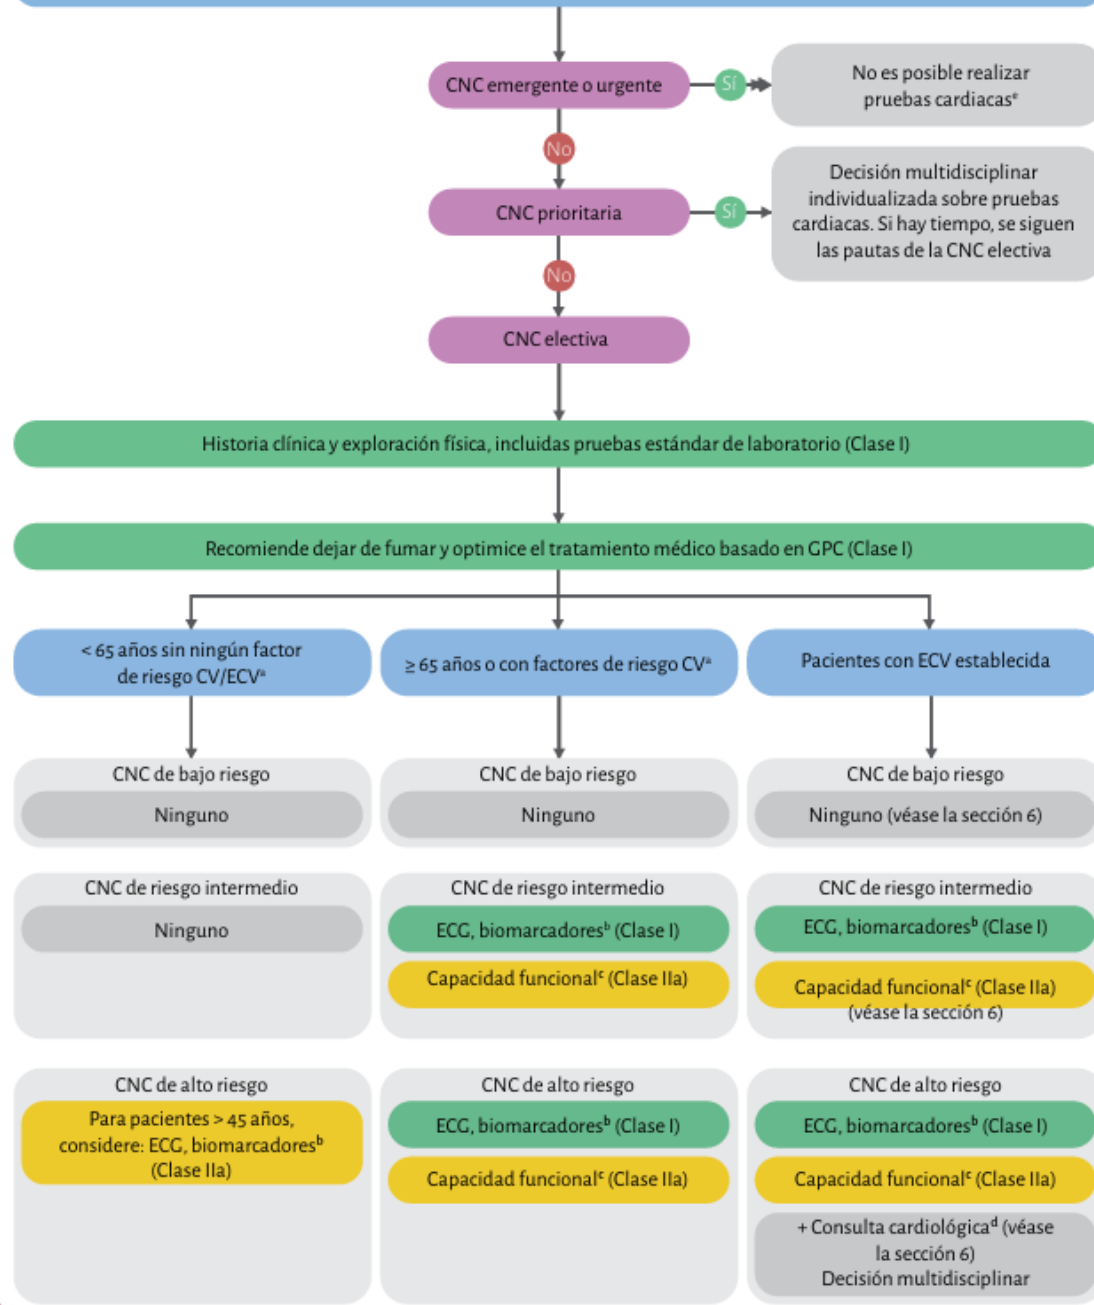 CNC emergente o urgente
Sí
No es posible realizar
pruebas cardiacasᵉ
No
CNC prioritaria
Sí
Decisión multidisciplinar
individualizada sobre pruebas
cardiacas. Si hay tiempo, se siguen
las pautas de la CNC electiva
No
CNC electiva
Historia clínica y exploración física, incluidas pruebas estándar de laboratorio (Clase I)
Recomiende dejar de fumar y optimice el tratamiento médico basado en GPC (Clase I)
< 65 años sin ningún factor
de riesgo CV/ECVᵃ
≥ 65 años o con factores de riesgo CVᵃ
Pacientes con ECV establecida
CNC de bajo riesgo
Ninguno
CNC de bajo riesgo
Ninguno
CNC de bajo riesgo
Ninguno (véase la sección 6)
CNC de riesgo intermedio
Ninguno
CNC de riesgo intermedio
ECG, biomarcadoresᵇ (Clase I)
Capacidad funcionalᶜ (Clase IIa)
CNC de riesgo intermedio
ECG, biomarcadoresᵇ (Clase I)
Capacidad funcionalᶜ (Clase IIa)
(véase la sección 6)
CNC de alto riesgo
Para pacientes > 45 años,
considere: ECG, biomarcadoresᵇ
(Clase IIa)
CNC de alto riesgo
ECG, biomarcadoresᵇ (Clase I)
Capacidad funcionalᶜ (Clase IIa)
CNC de alto riesgo
ECG, biomarcadoresᵇ (Clase I)
Capacidad funcionalᶜ (Clase IIa)
+ Consulta cardiológicaᵈ (véase
la sección 6)
Decisión multidisciplinar